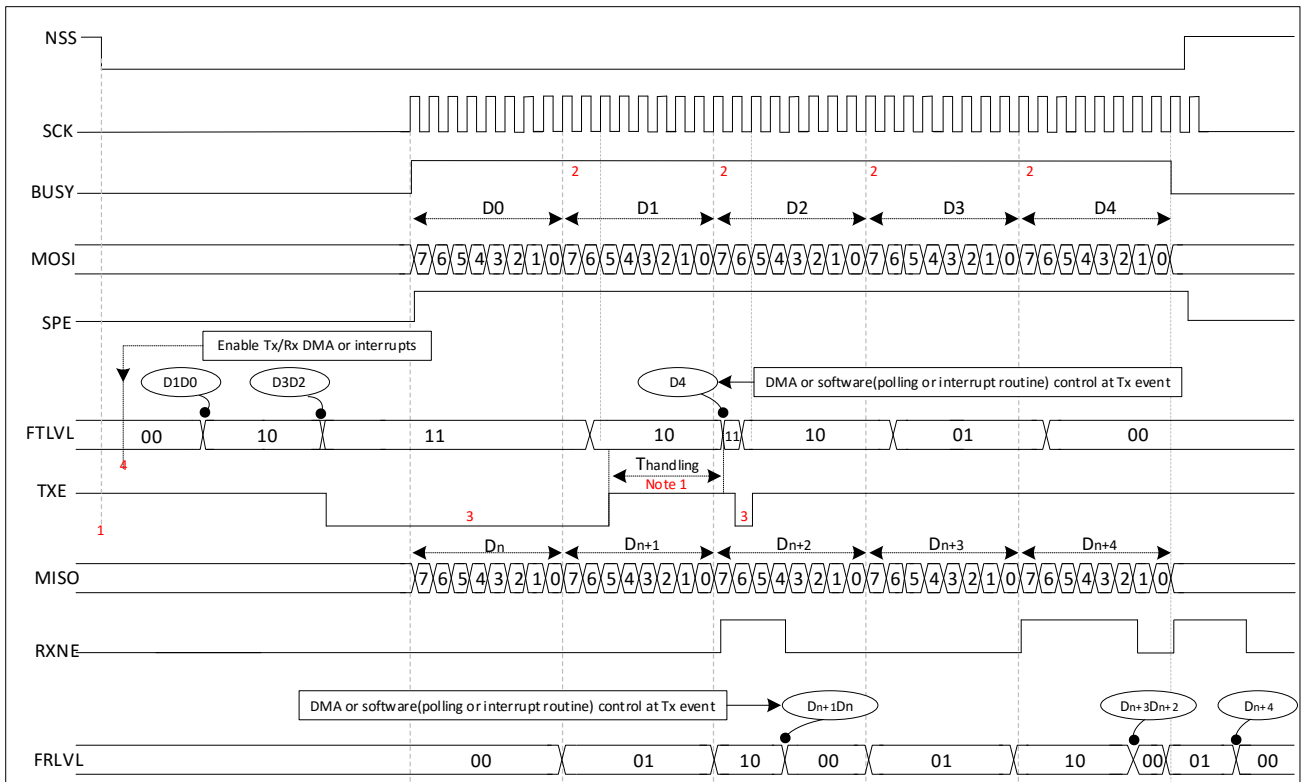 NSS
SCK
BUSY
2 2 2 2
D0 D1 D2 D3 D4
MOSI
7 6 5 4 3 2 1 0 7 6 5 4 3 2 1 0 7 6 5 4 3 2 1 0 7 6 5 4 3 2 1 0 7 6 5 4 3 2 1 0
SPE
Enable Tx/Rx DMA or interrupts
D1D0 D3D2 D4 DMA or software(polling or interrupt routine) control at Tx event
FTLVL 00 10 11 10 11 10 01 00
4 Thandling
Note 1
TXE
1 3 3
Dn Dn+1 Dn+2 Dn+3 Dn+4
MISO
7 6 5 4 3 2 1 0 7 6 5 4 3 2 1 0 7 6 5 4 3 2 1 0 7 6 5 4 3 2 1 0 7 6 5 4 3 2 1 0
RXNE
DMA or software(polling or interrupt routine) control at Tx event Dn+1Dn Dn+3Dn+2 Dn+4
FRLVL 00 01 10 00 01 10 00 01 00